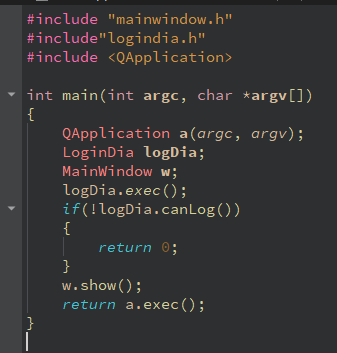 #include "mainwindow.h"
#include"logindia.h"
#include <QApplication>
int main(int argc, char *argv[])
{
QApplication a(argc, argv);
LoginDia logDia;
MainWindow w;
logDia.exec();
if(!logDia.canLog())
{
return 0;
}
w.show();
return a.exec();
}